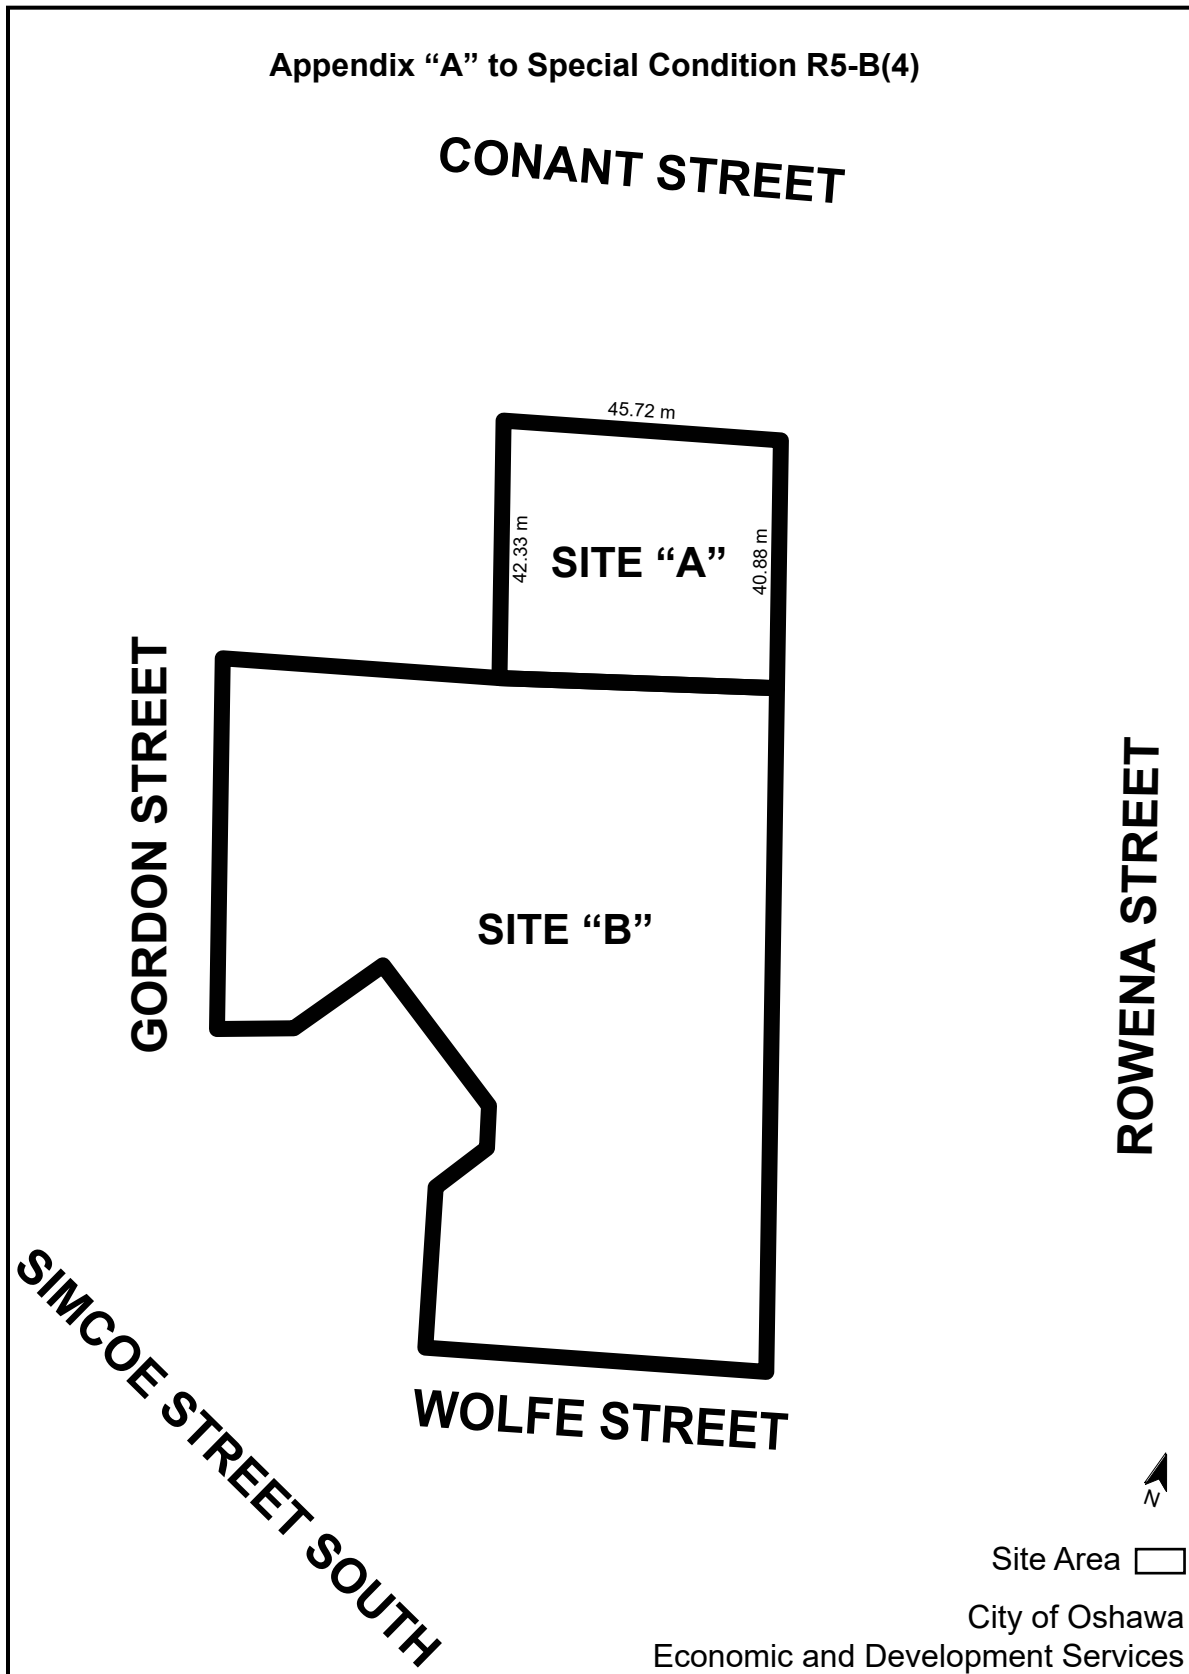 Appendix “A” to Special Condition R5-B(4)
CONANT STREET
45.72 m
42.33 m
SITE “A”
40.88 m
GORDON STREET
SITE “B”
ROWENA STREET
SIMCOE STREET SOUTH
WOLFE STREET
N
Site Area
City of Oshawa
Economic and Development Services